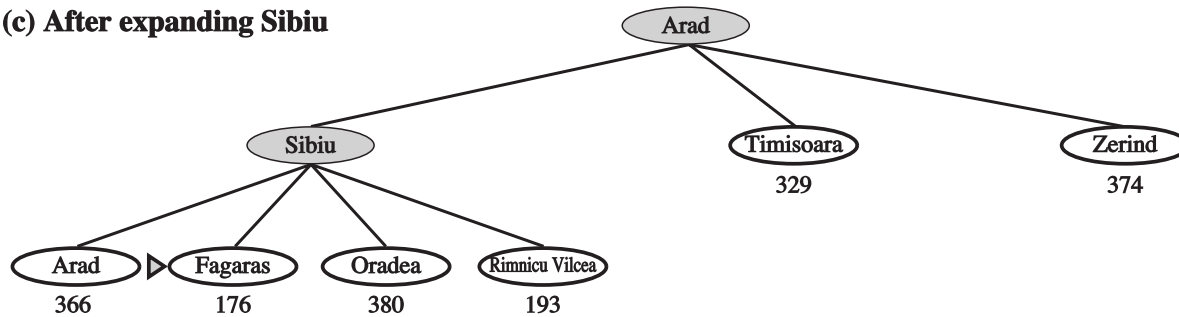 (c) After expanding Sibiu
Arad
Sibiu
Timisoara
Zerind
329
374
Arad
Fagaras
Oradea
Rimnicu Vilcea
366
176
380
193